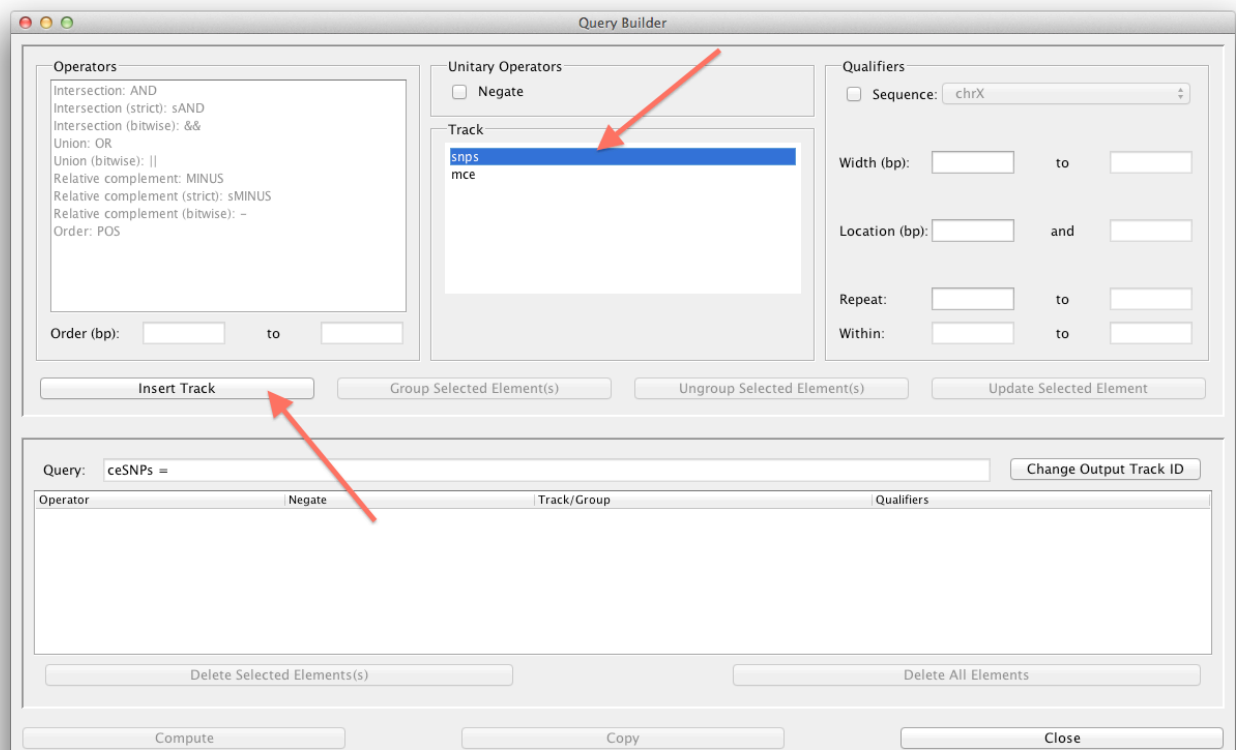 Query Builder
Operators
Intersection: AND
Intersection (strict): sAND
Intersection (bitwise): &&
Union: OR
Union (bitwise): ||
Relative complement: MINUS
Relative complement (strict): sMINUS
Relative complement (bitwise): -
Order: POS
Order (bp): to
Unitary Operators
Negate
Track
snps
mce
Qualifiers
Sequence: chrX
Width (bp): to
Location (bp): and
Repeat: to
Within: to
Insert Track Group Selected Element(s) Ungroup Selected Element(s) Update Selected Element
Query: ceSNPs = Change Output Track ID
Operator Negate Track/Group Qualifiers
Delete Selected Elements(s) Delete All Elements
Compute Copy Close